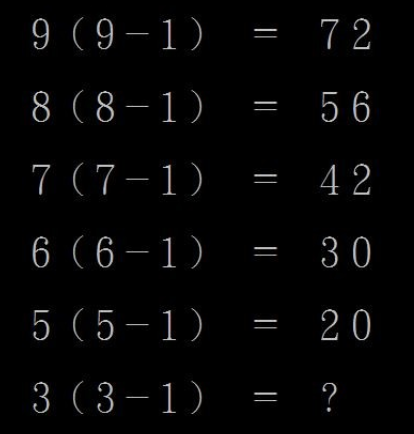 9(9−1) = 72
8(8−1) = 56
7(7−1) = 42
6(6−1) = 30
5(5−1) = 20
3(3−1) = ?